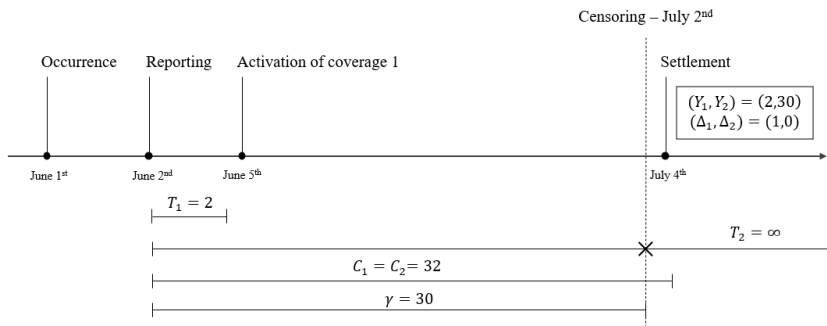 Censoring – July 2nd
Occurrence Reporting Activation of coverage 1 Settlement
(Y₁, Y₂) = (2,30)
(Δ₁, Δ₂) = (1,0)
June 1st June 2nd June 5th July 4th
T₁ = 2
T₂ = ∞
C₁ = C₂= 32
γ = 30